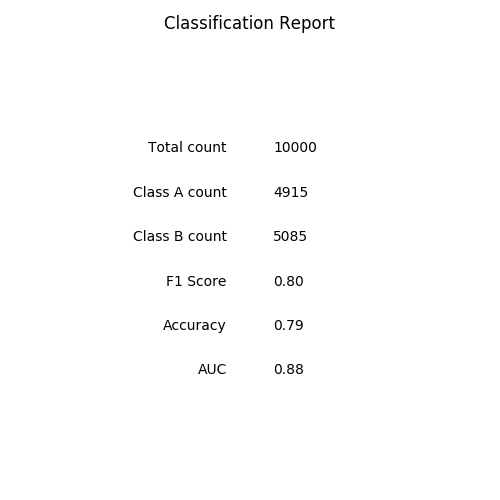 Classification Report
Total count 10000
Class A count 4915
Class B count 5085
F1 Score 0.80
Accuracy 0.79
AUC 0.88